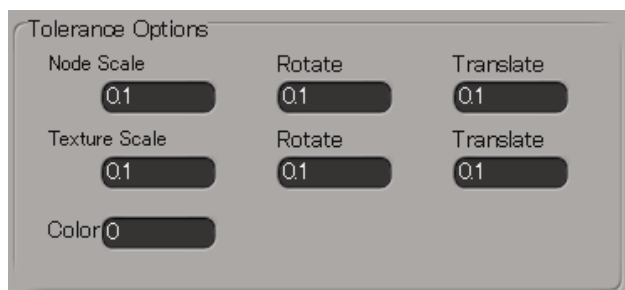 Tolerance Options
Node Scale Rotate Translate
0.1 0.1 0.1
Texture Scale Rotate Translate
0.1 0.1 0.1
Color 0